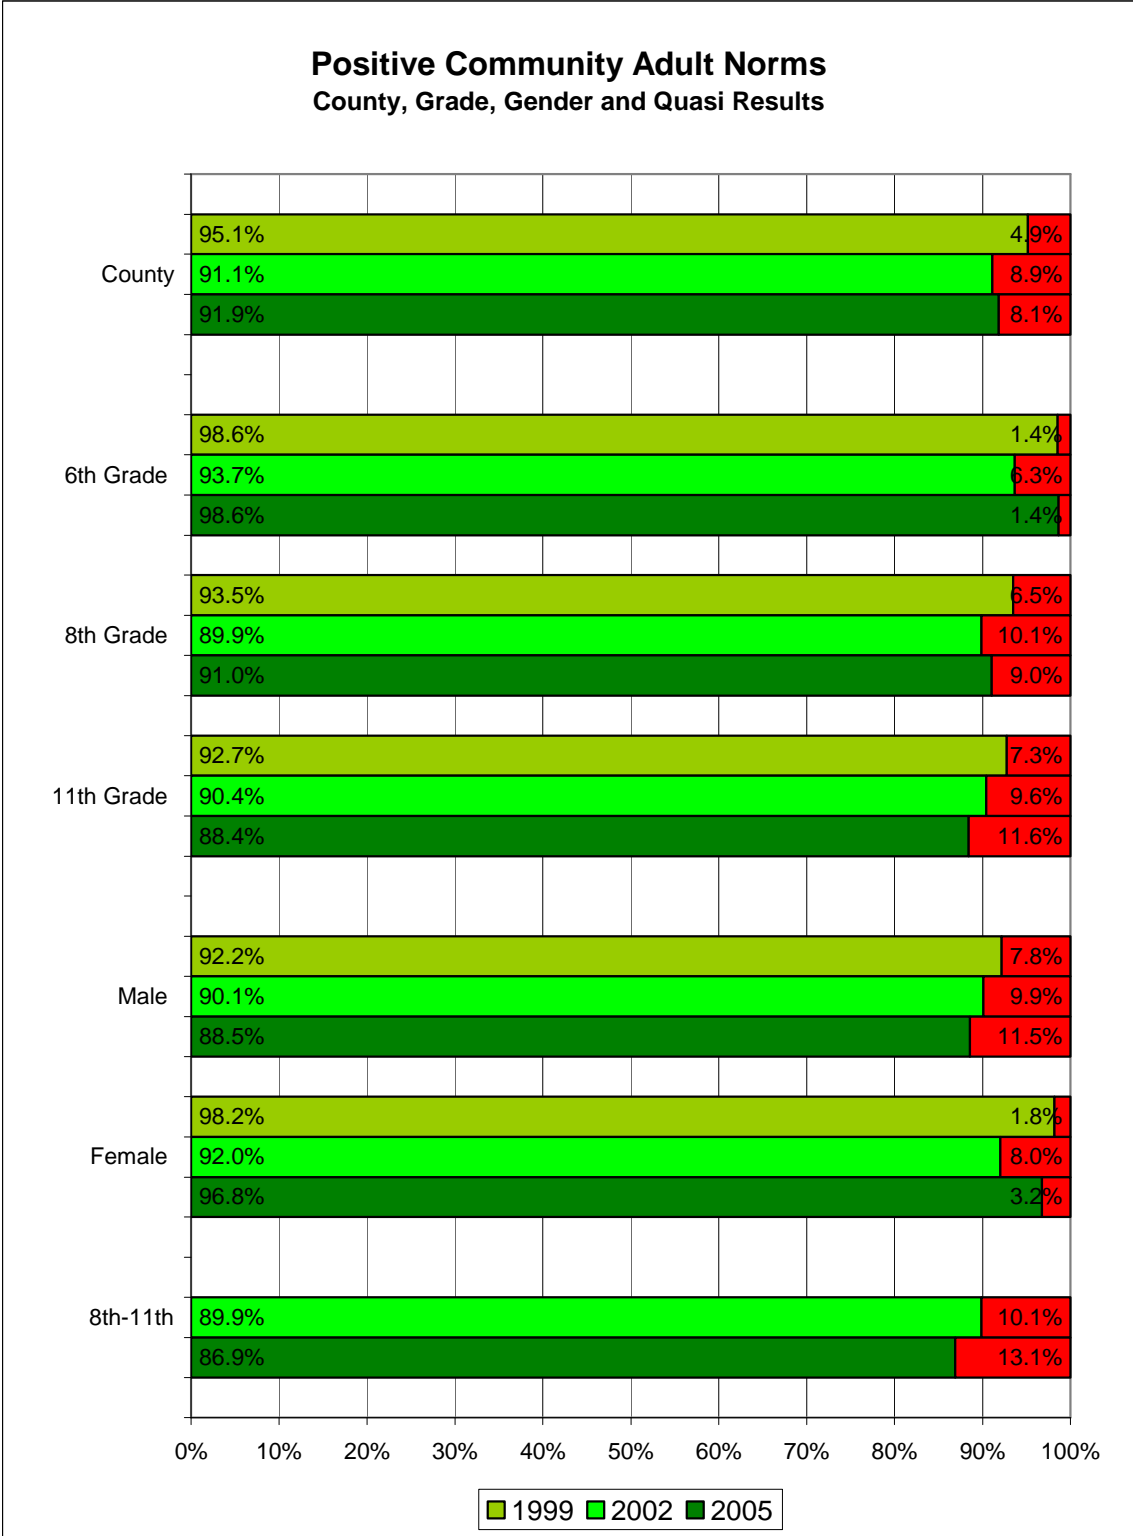 Positive Community Adult Norms
County, Grade, Gender and Quasi Results
County
95.1% 4.9%
91.1% 8.9%
91.9% 8.1%
6th Grade
98.6% 1.4%
93.7% 6.3%
98.6% 1.4%
8th Grade
93.5% 6.5%
89.9% 10.1%
91.0% 9.0%
11th Grade
92.7% 7.3%
90.4% 9.6%
88.4% 11.6%
Male
92.2% 7.8%
90.1% 9.9%
88.5% 11.5%
Female
98.2% 1.8%
92.0% 8.0%
96.8% 3.2%
8th-11th
89.9% 10.1%
86.9% 13.1%
0% 10% 20% 30% 40% 50% 60% 70% 80% 90% 100%
1999 2002 2005